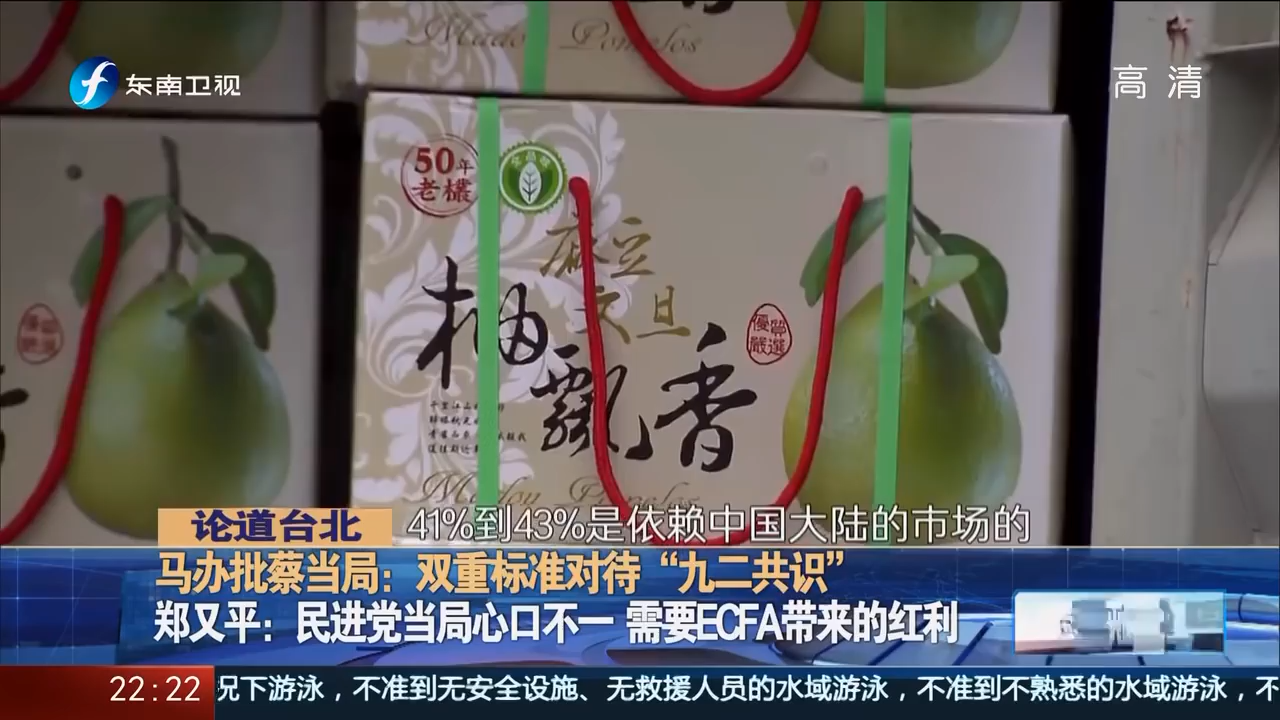 Madou Pomelos
东南卫视
高清
50年
老欉
麻豆
文旦
柚飄香
優質
嚴選
Madou Pomelos
论道台北
41%到43%是依赖中国大陆的市场的
马办批蔡当局：双重标准对待“九二共识”
郑又平：民进党当局心口不一 需要ECFA带来的红利
22:22
况下游泳，不准到无安全设施、无救援人员的水域游泳，不准到不熟悉的水域游泳，不